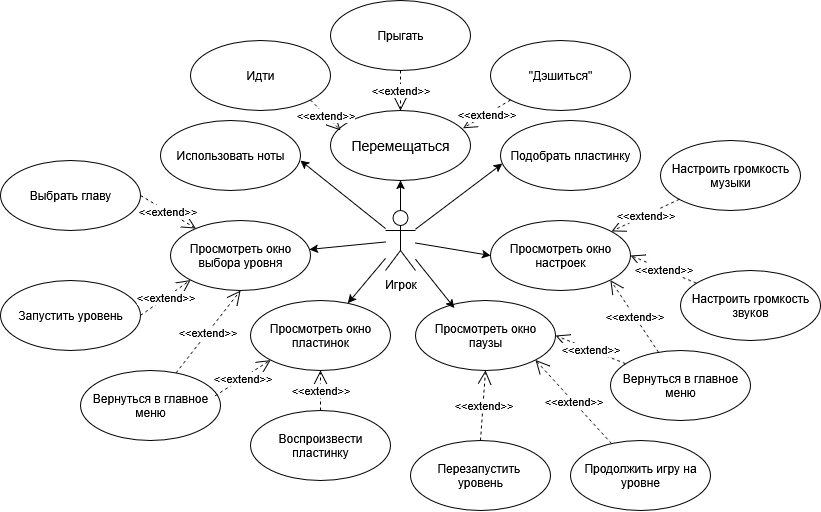 Прыгать
Идти
"Дэшиться"
<<extend>>
<<extend>>
<<extend>>
Перемещаться
Использовать ноты
Подобрать пластинку
Настроить громкость
музыки
Выбрать главу
<<extend>>
<<extend>>
Просмотреть окно
выбора уровня
Просмотреть окно
настроек
<<extend>>
Игрок
<<extend>>
Запустить уровень
Настроить громкость
звуков
<<extend>>
<<extend>>
Просмотреть окно
пластинок
Просмотреть окно
паузы
<<extend>>
<<extend>>
<<extend>>
Вернуться в главное
меню
Вернуться в главное
меню
<<extend>>
<<extend>>
<<extend>>
Воспроизвести
пластинку
Перезапустить
уровень
Продолжить игру на
уровне